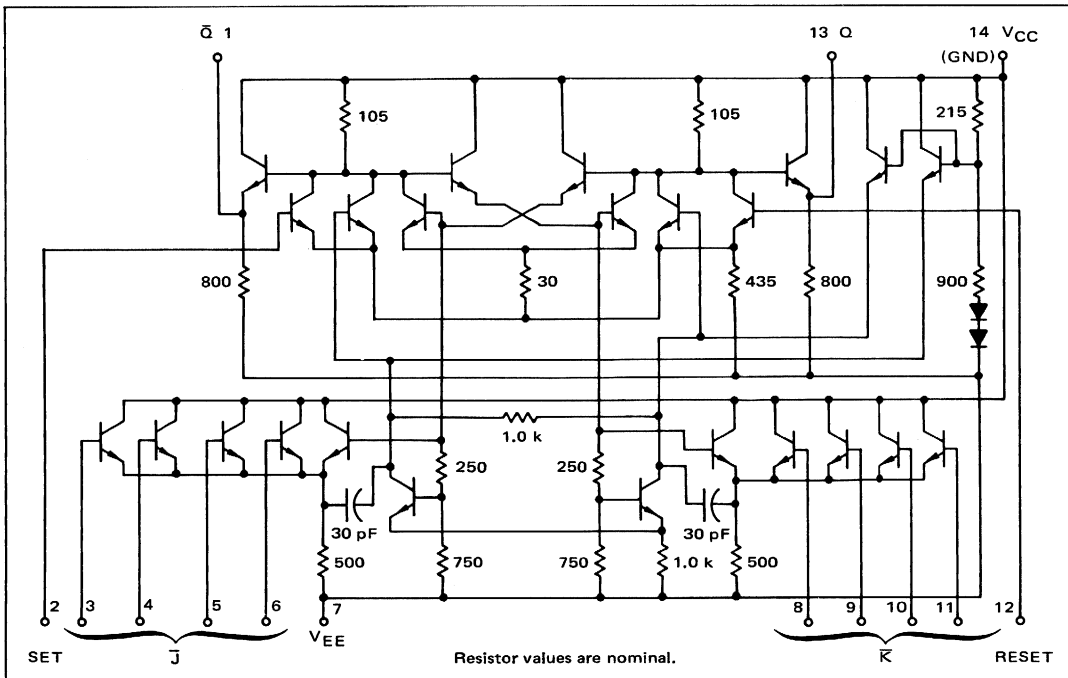 Q̄ 1
13 Q
14 VCC
(GND)
105
105
215
800
30
435
800
900
1.0 k
250
250
30 pF
30 pF
500
750
750
1.0 k
500
2
3
4
5
6
7
8
9
10
11
12
VEE
SET
J̄
Resistor values are nominal.
K̄
RESET